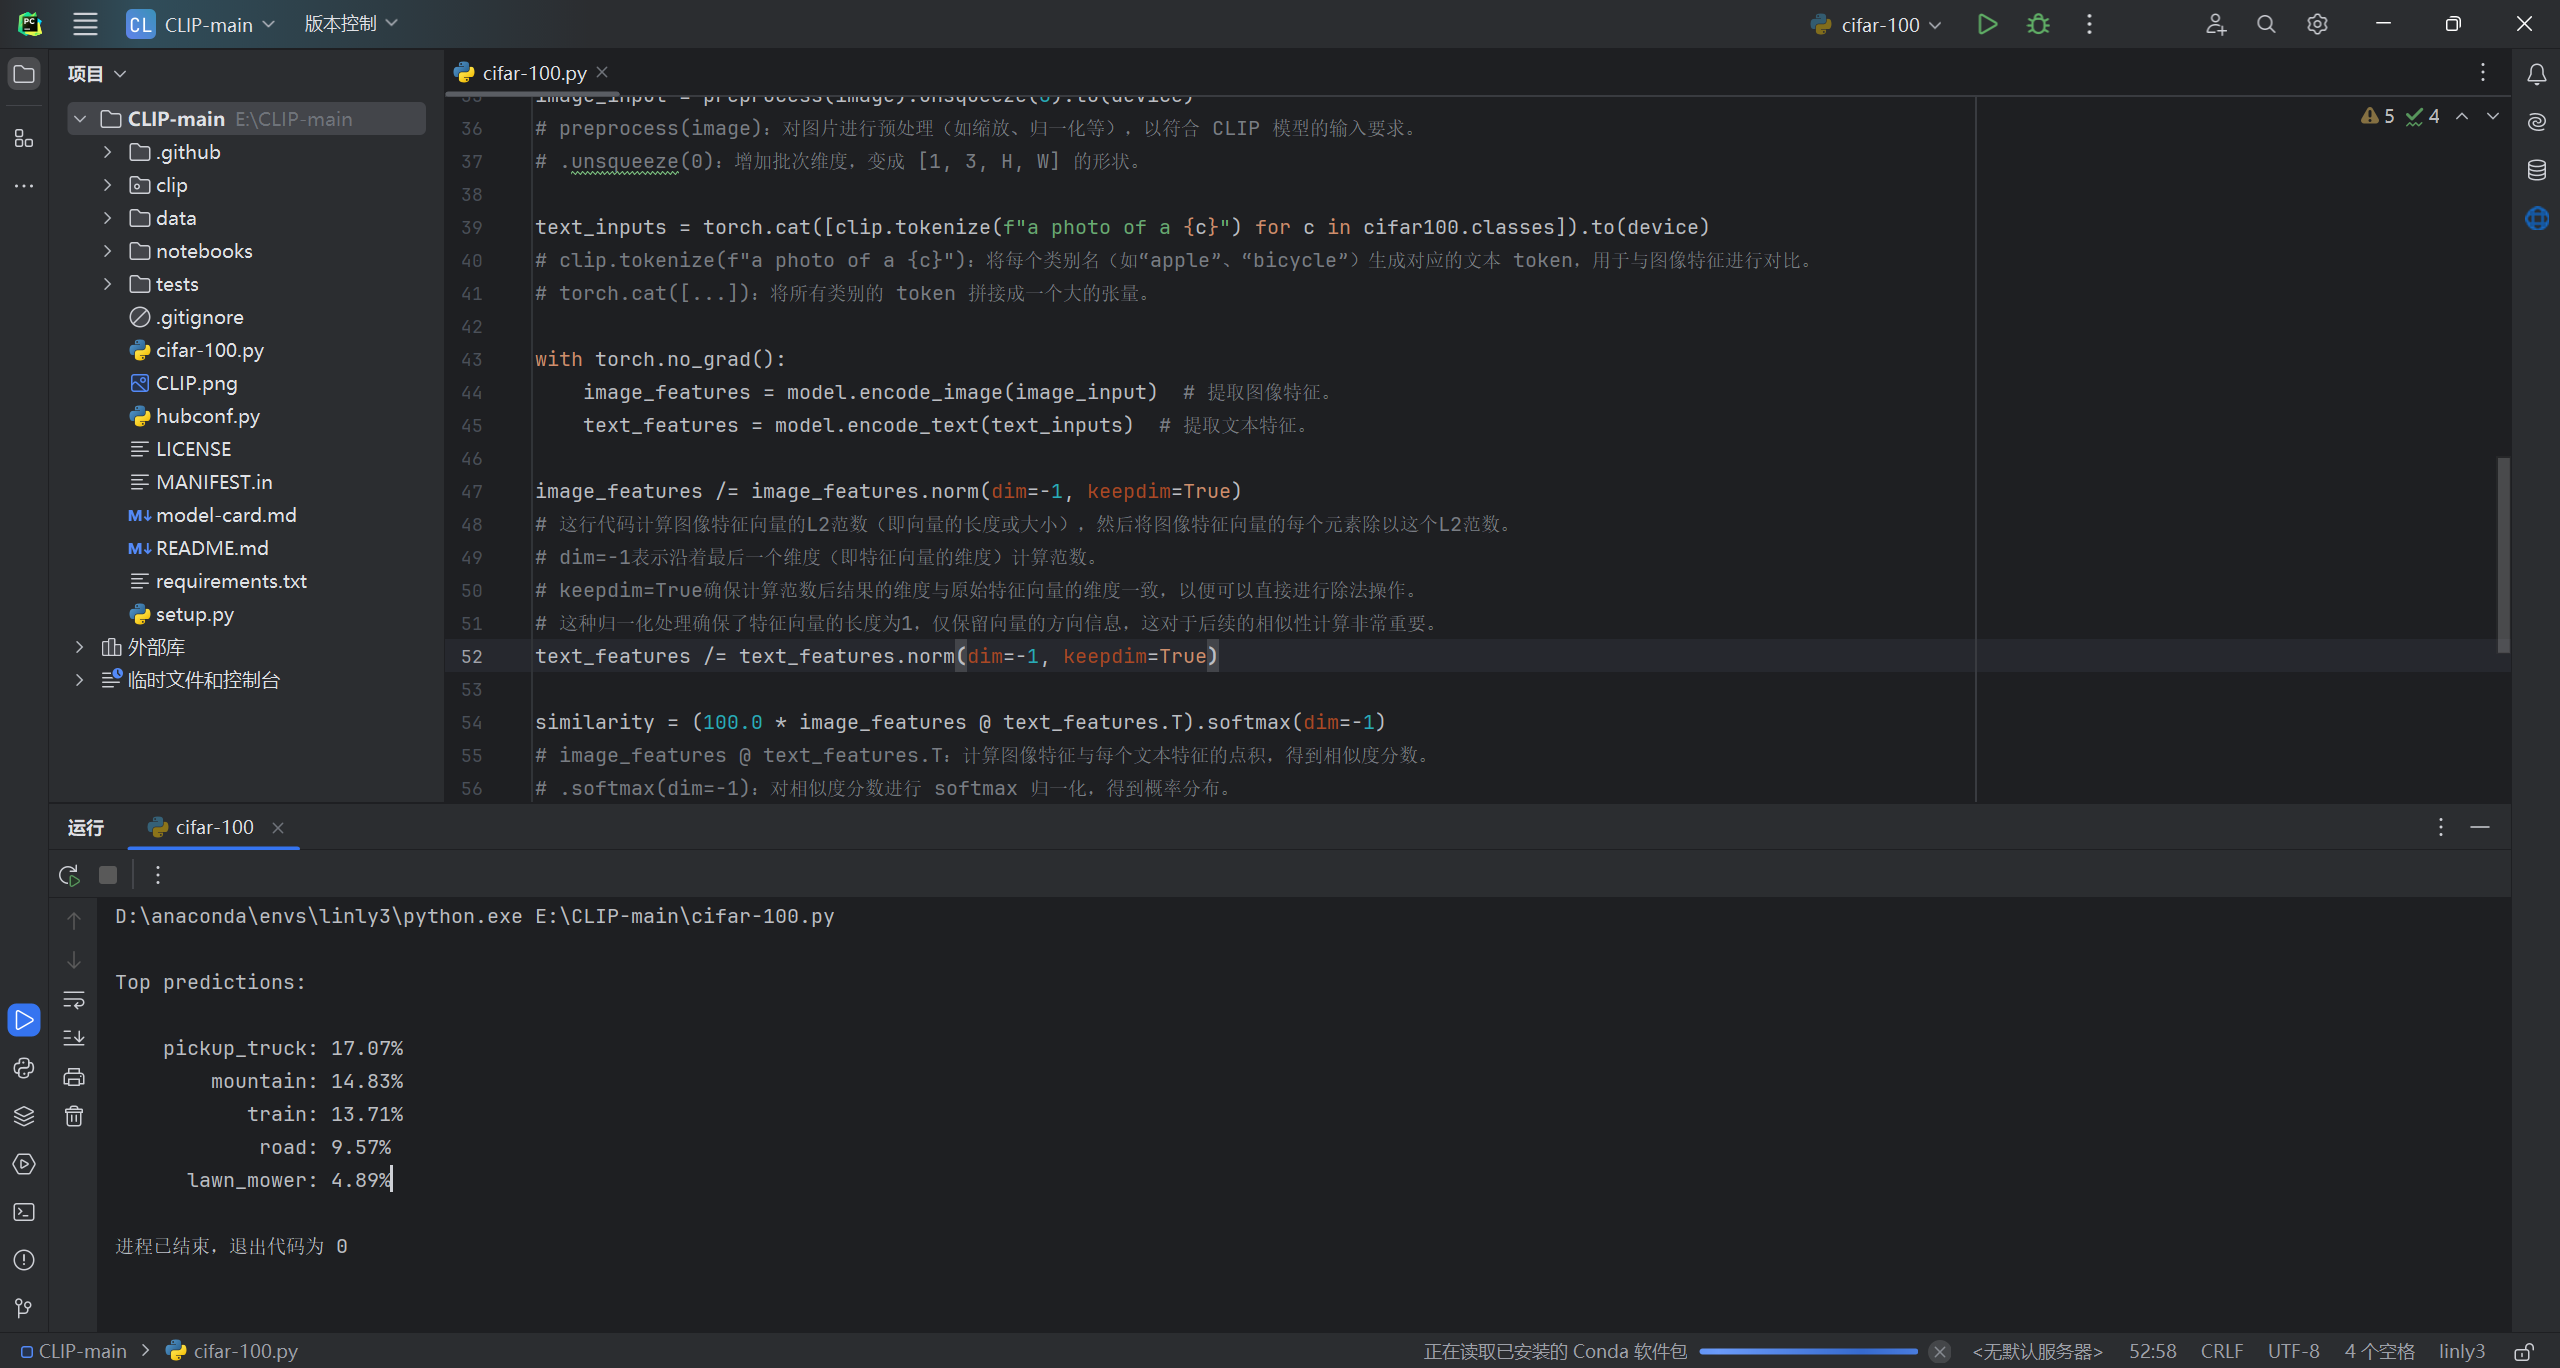 CL CLIP-main 版本控制 cifar-100
项目
cifar-100.py
CLIP-main E:\CLIP-main
.github
clip
data
notebooks
tests
.gitignore
cifar-100.py
CLIP.png
hubconf.py
LICENSE
MANIFEST.in
model-card.md
README.md
requirements.txt
setup.py
外部库
临时文件和控制台
5 4
35 image_input = preprocess(image).unsqueeze(0).to(device)
36 # preprocess(image)：对图片进行预处理（如缩放、归一化等），以符合 CLIP 模型的输入要求。
37 # .unsqueeze(0)：增加批次维度，变成 [1, 3, H, W] 的形状。
38
39 text_inputs = torch.cat([clip.tokenize(f"a photo of a {c}") for c in cifar100.classes]).to(device)
40 # clip.tokenize(f"a photo of a {c}")：将每个类别名（如“apple”、“bicycle”）生成对应的文本 token，用于与图像特征进行对比。
41 # torch.cat([...])：将所有类别的 token 拼接成一个大的张量。
42
43 with torch.no_grad():
44 image_features = model.encode_image(image_input)  # 提取图像特征。
45 text_features = model.encode_text(text_inputs)  # 提取文本特征。
46
47 image_features /= image_features.norm(dim=-1, keepdim=True)
48 # 这行代码计算图像特征向量的L2范数（即向量的长度或大小），然后将图像特征向量的每个元素除以这个L2范数。
49 # dim=-1表示沿着最后一个维度（即特征向量的维度）计算范数。
50 # keepdim=True确保计算范数后结果的维度与原始特征向量的维度一致，以便可以直接进行除法操作。
51 # 这种归一化处理确保了特征向量的长度为1，仅保留向量的方向信息，这对于后续的相似性计算非常重要。
52 text_features /= text_features.norm(dim=-1, keepdim=True)
53
54 similarity = (100.0 * image_features @ text_features.T).softmax(dim=-1)
55 # image_features @ text_features.T：计算图像特征与每个文本特征的点积，得到相似度分数。
56 # .softmax(dim=-1)：对相似度分数进行 softmax 归一化，得到概率分布。
运行 cifar-100
D:\anaconda\envs\linly3\python.exe E:\CLIP-main\cifar-100.py
Top predictions:
pickup_truck: 17.07%
mountain: 14.83%
train: 13.71%
road: 9.57%
lawn_mower: 4.89%
进程已结束，退出代码为 0
CLIP-main cifar-100.py 正在读取已安装的 Conda 软件包 <无默认服务器> 52:58 CRLF UTF-8 4 个空格 linly3